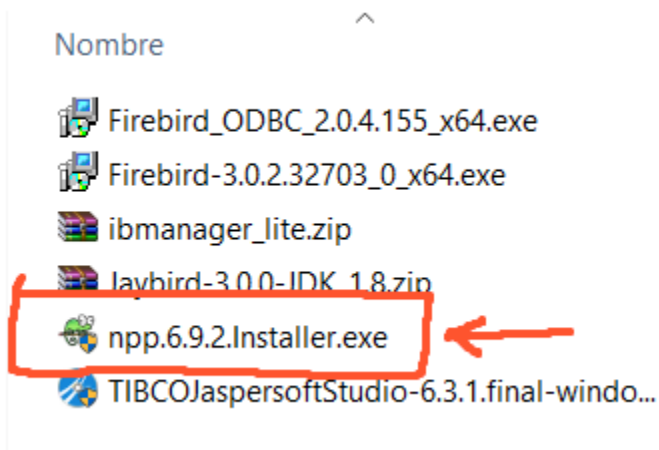 Nombre
Firebird_ODBC_2.0.4.155_x64.exe
Firebird-3.0.2.32703_0_x64.exe
ibmanager_lite.zip
Jaybird-3.0.0-JDK_1.8.zip
npp.6.9.2.Installer.exe
TIBCOJaspersoftStudio-6.3.1.final-windo...